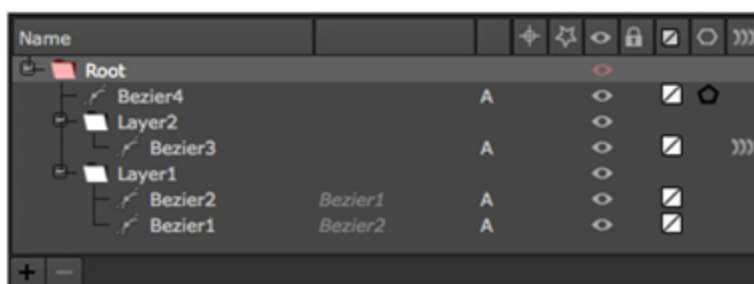 Name
Root
Bezier4 A
Layer2
Bezier3 A
Layer1
Bezier2 Bezier1 A
Bezier1 Bezier2 A